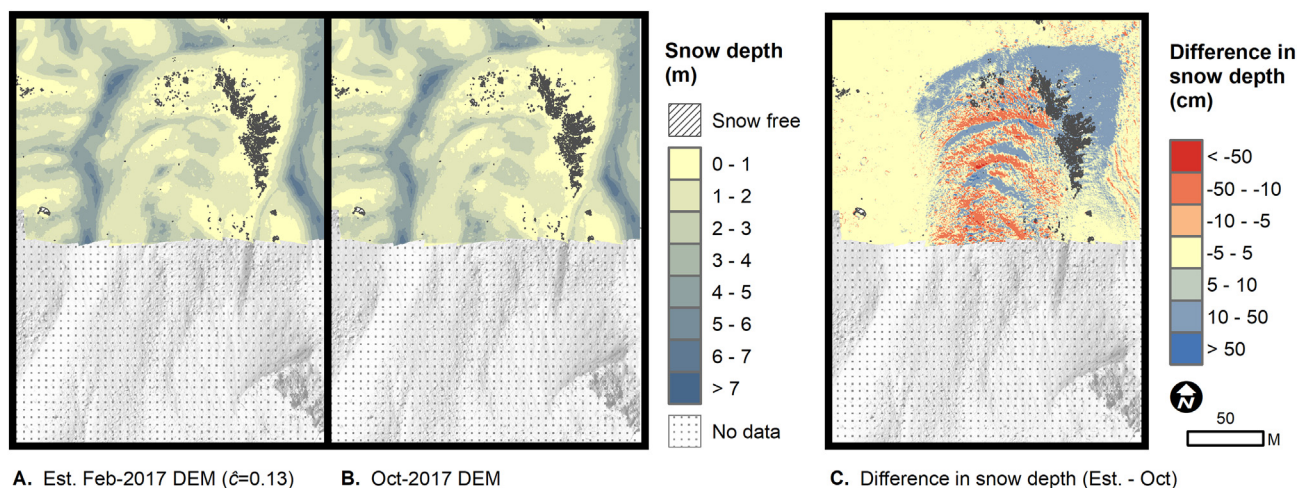 Snow depth
(m)
Snow free
0 - 1
1 - 2
2 - 3
3 - 4
4 - 5
5 - 6
6 - 7
> 7
No data
Difference in
snow depth
(cm)
< -50
-50 - -10
-10 - -5
-5 - 5
5 - 10
10 - 50
> 50
N
50
M
A. Est. Feb-2017 DEM (ĉ=0.13)
B. Oct-2017 DEM
C. Difference in snow depth (Est. - Oct)